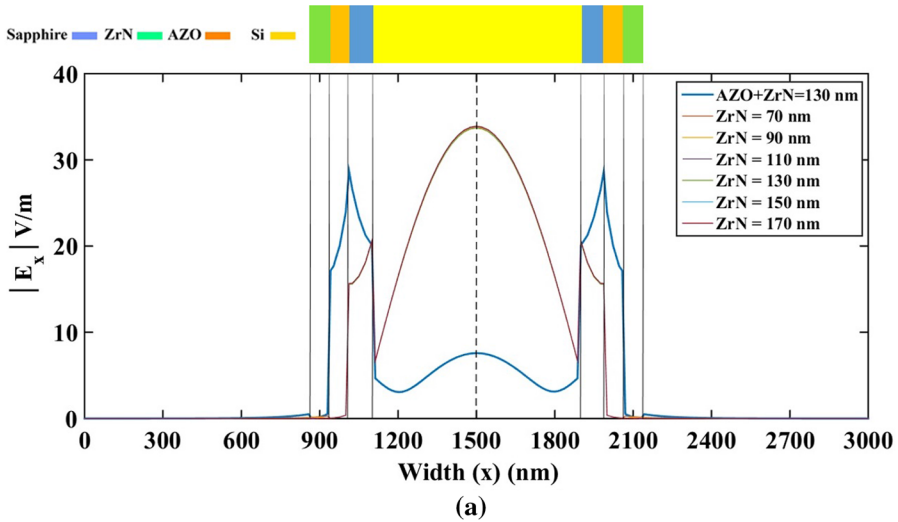 Sapphire ZrN AZO Si
40
30
20
10
0
|Ex| V/m
AZO+ZrN=130 nm
ZrN = 70 nm
ZrN = 90 nm
ZrN = 110 nm
ZrN = 130 nm
ZrN = 150 nm
ZrN = 170 nm
0 300 600 900 1200 1500 1800 2100 2400 2700 3000
Width (x) (nm)
(a)